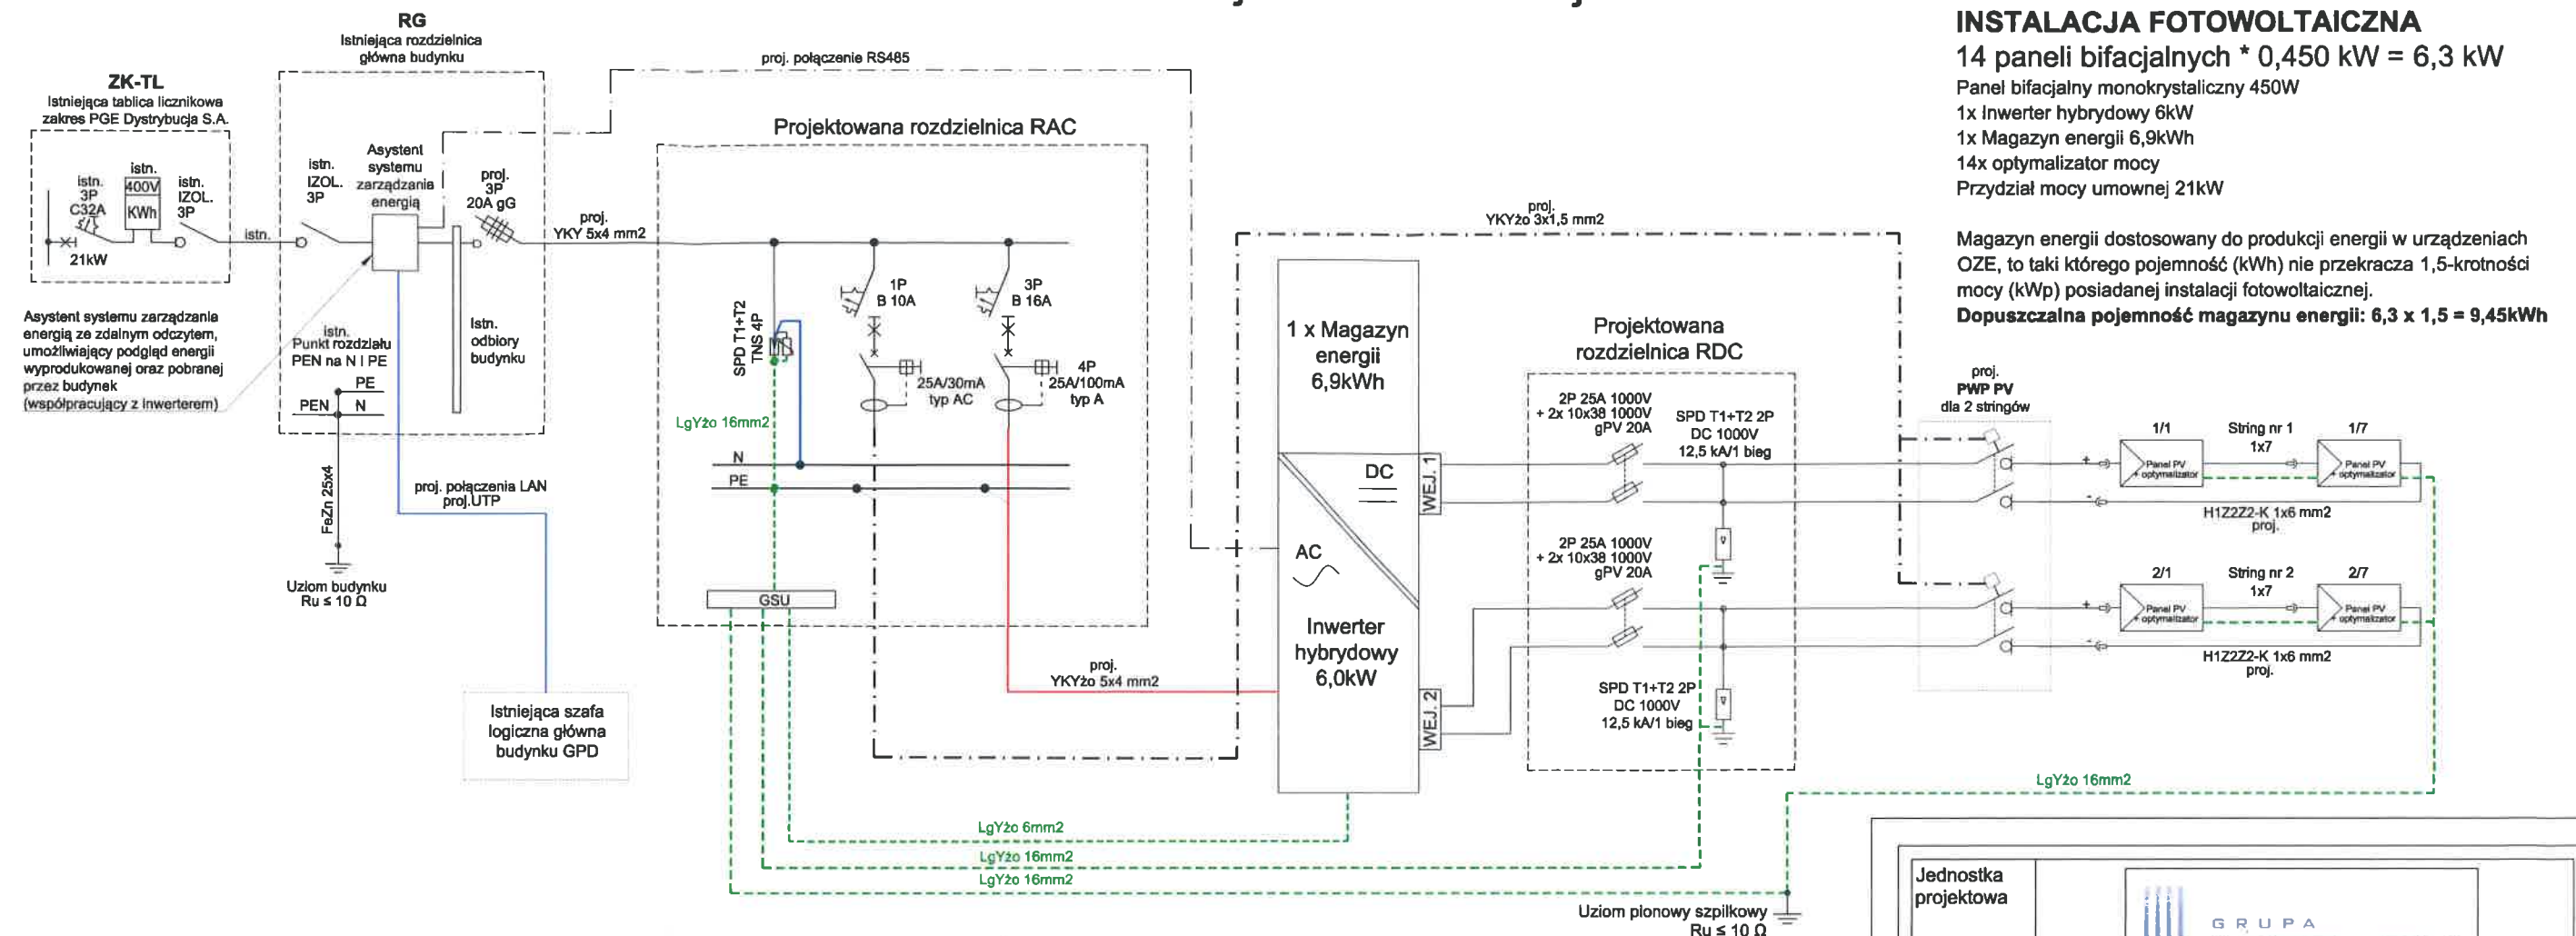 RG
Istniejąca rozdzielnica
główna budynku
ZK-TL
Istniejąca tablica licznikowa
zakres PGE Dystrybucja S.A.
istn.
3P
C32A
21kW
istn.
400V
KWh
istn.
IZOL.
3P
istn.
istn.
IZOL.
3P
Asystent
systemu
zarządzania
energią
proj.
3P
20A gG
proj.
YKY 5x4 mm2
Asystent systemu zarządzania
energią ze zdalnym odczytem,
umożliwiający podgląd energii
wyprodukowanej oraz pobranej
przez budynek
(współpracujący z inwerterem)
istn.
Punkt rozdziału
PEN na N I PE
PE
PEN
N
Istn.
odbiory
budynku
FeZn 25x4
Uziom budynku
Ru ≤ 10 Ω
proj. połączenia LAN
proj.UTP
Istniejąca szafa
logiczna główna
budynku GPD
proj. połączenie RS485
Projektowana rozdzielnica RAC
SPD T1+T2
TNS 4P
LgYżo 16mm2
1P
B 10A
3P
B 16A
25A/30mA
typ AC
4P
25A/100mA
typ A
N
PE
GSU
proj.
YKYżo 5x4 mm2
LgYżo 6mm2
LgYżo 16mm2
LgYżo 16mm2
proj.
YKYżo 3x1,5 mm2
1 x Magazyn
energii
6,9kWh
DC
AC
Inwerter
hybrydowy
6,0kW
WEJ. 1
WEJ. 2
Projektowana
rozdzielnica RDC
2P 25A 1000V
+ 2x 10x38 1000V
gPV 20A
SPD T1+T2 2P
DC 1000V
12,5 kA/1 bieg
2P 25A 1000V
+ 2x 10x38 1000V
gPV 20A
SPD T1+T2 2P
DC 1000V
12,5 kA/1 bieg
proj.
PWP PV
dla 2 stringów
1/1
String nr 1
1x7
1/7
+
Panel PV
+ optymalizator
Panel PV
+ optymalizator
-
H1Z2Z2-K 1x6 mm2
proj.
2/1
String nr 2
1x7
2/7
+
Panel PV
+ optymalizator
Panel PV
+ optymalizator
-
H1Z2Z2-K 1x6 mm2
proj.
LgYżo 16mm2
Uziom pionowy szpilkowy
Ru ≤ 10 Ω
INSTALACJA FOTOWOLTAICZNA
14 paneli bifacjalnych * 0,450 kW = 6,3 kW
Panel bifacjalny monokrystaliczny 450W
1x Inwerter hybrydowy 6kW
1x Magazyn energii 6,9kWh
14x optymalizator mocy
Przydział mocy umownej 21kW
Magazyn energii dostosowany do produkcji energii w urządzeniach
OZE, to taki którego pojemność (kWh) nie przekracza 1,5-krotności
mocy (kWp) posiadanej instalacji fotowoltaicznej.
Dopuszczalna pojemność magazynu energii: 6,3 x 1,5 = 9,45kWh
Jednostka
projektowa
GRUPA